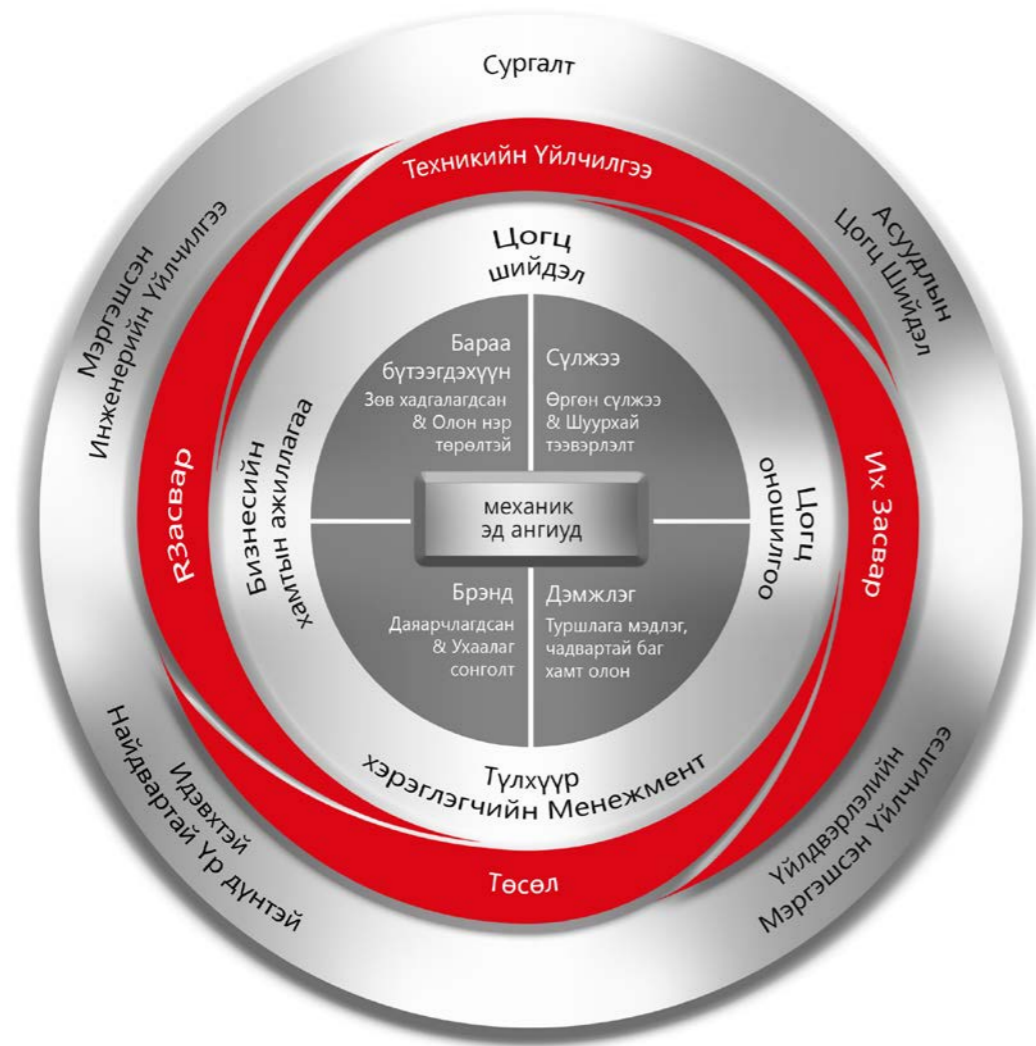 Сургалт
Техникийн Үйлчилгээ
Мэргэшсэн
Инженерийн Үйлчилгээ
Асуудлын
Цогц Шийдэл
Цогц
шийдэл
Бараа
бүтээгдэхүүн
Зөв хадгалагдсан
& Олон нэр
төрөлтэй
Сүлжээ
Өргөн сүлжээ
& Шуурхай
тээвэрлэлт
RЗасвар
Бизнесийн
хамтын ажиллагаа
механик
эд ангиуд
Цогц
оношилгоо
Их Засвар
Брэнд
Даяарчлагдсан
& Ухаалаг
сонголт
Дэмжлэг
Туршлага мэдлэг,
чадвартай баг
хамт олон
Түлхүүр
хэрэглэгчийн Менежмент
Төсөл
Идэвхтэй
Найдвартай Үр дүнтэй
Үйлдвэрлэлийн
Мэргэшсэн Үйлчилгээ